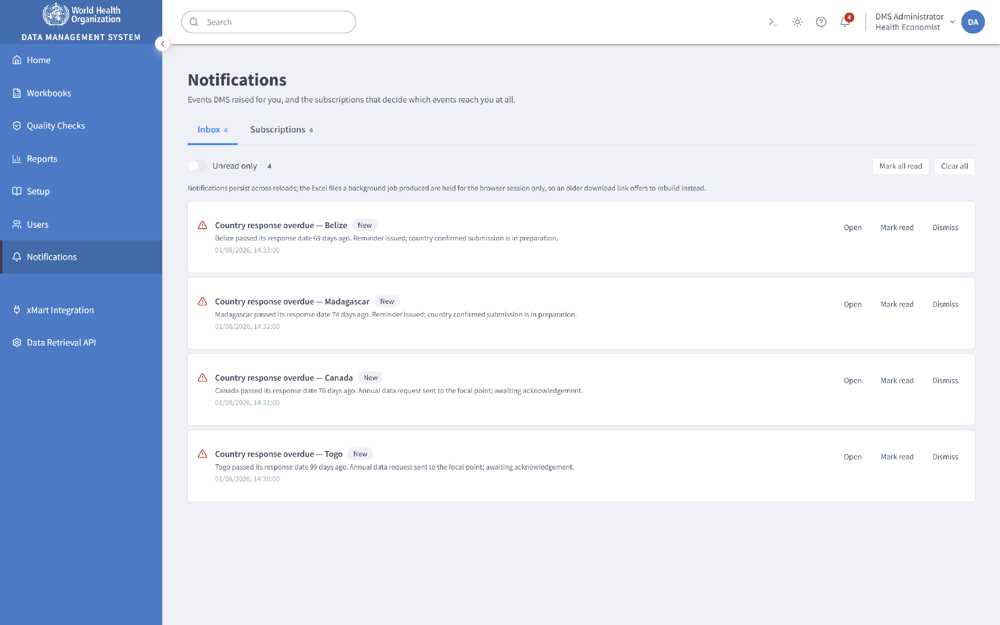 World Health
Organization
DATA MANAGEMENT SYSTEM
Search
4
DMS Administrator
Health Economist
DA
Home
Workbooks
Quality Checks
Reports
Setup
Users
Notifications
xMart Integration
Data Retrieval API
Notifications
Events DMS raised for you, and the subscriptions that decide which events reach you at all.
Inbox 4
Subscriptions 4
Unread only 4
Mark all read
Clear all
Notifications persist across reloads; the Excel files a background job produced are held for the browser session only, so an older download link offers to rebuild instead.
Country response overdue — Belize New
Belize passed its response date 69 days ago. Reminder issued; country confirmed submission is in preparation.
01/08/2026, 14:33:00
Open Mark read Dismiss
Country response overdue — Madagascar New
Madagascar passed its response date 74 days ago. Reminder issued; country confirmed submission is in preparation.
01/08/2026, 14:32:00
Open Mark read Dismiss
Country response overdue — Canada New
Canada passed its response date 76 days ago. Annual data request sent to the focal point; awaiting acknowledgement.
01/08/2026, 14:31:00
Open Mark read Dismiss
Country response overdue — Togo New
Togo passed its response date 99 days ago. Annual data request sent to the focal point; awaiting acknowledgement.
01/08/2026, 14:30:00
Open Mark read Dismiss